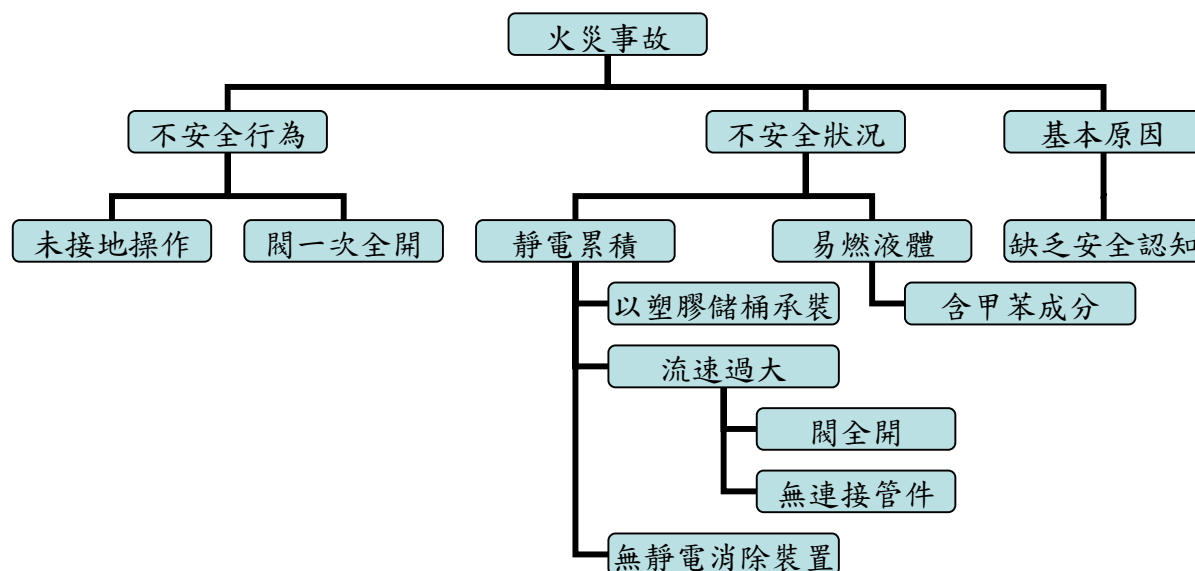 火災事故
不安全行為
不安全狀況
基本原因
未接地操作
閥一次全開
靜電累積
易燃液體
缺乏安全認知
以塑膠儲桶承裝
含甲苯成分
流速過大
閥全開
無連接管件
無靜電消除裝置